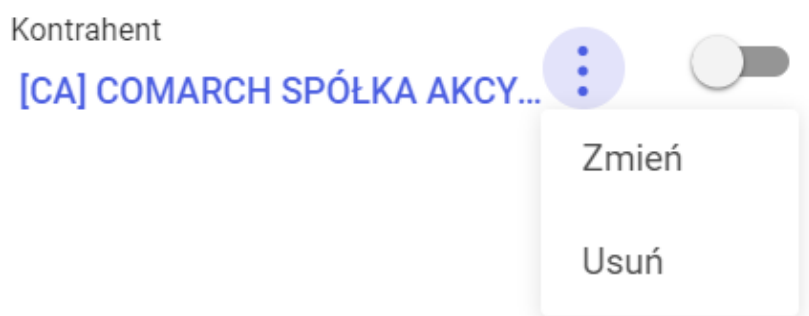 Kontrahent
[CA] COMARCH SPÓŁKA AKCY...
Zmień
Usuń